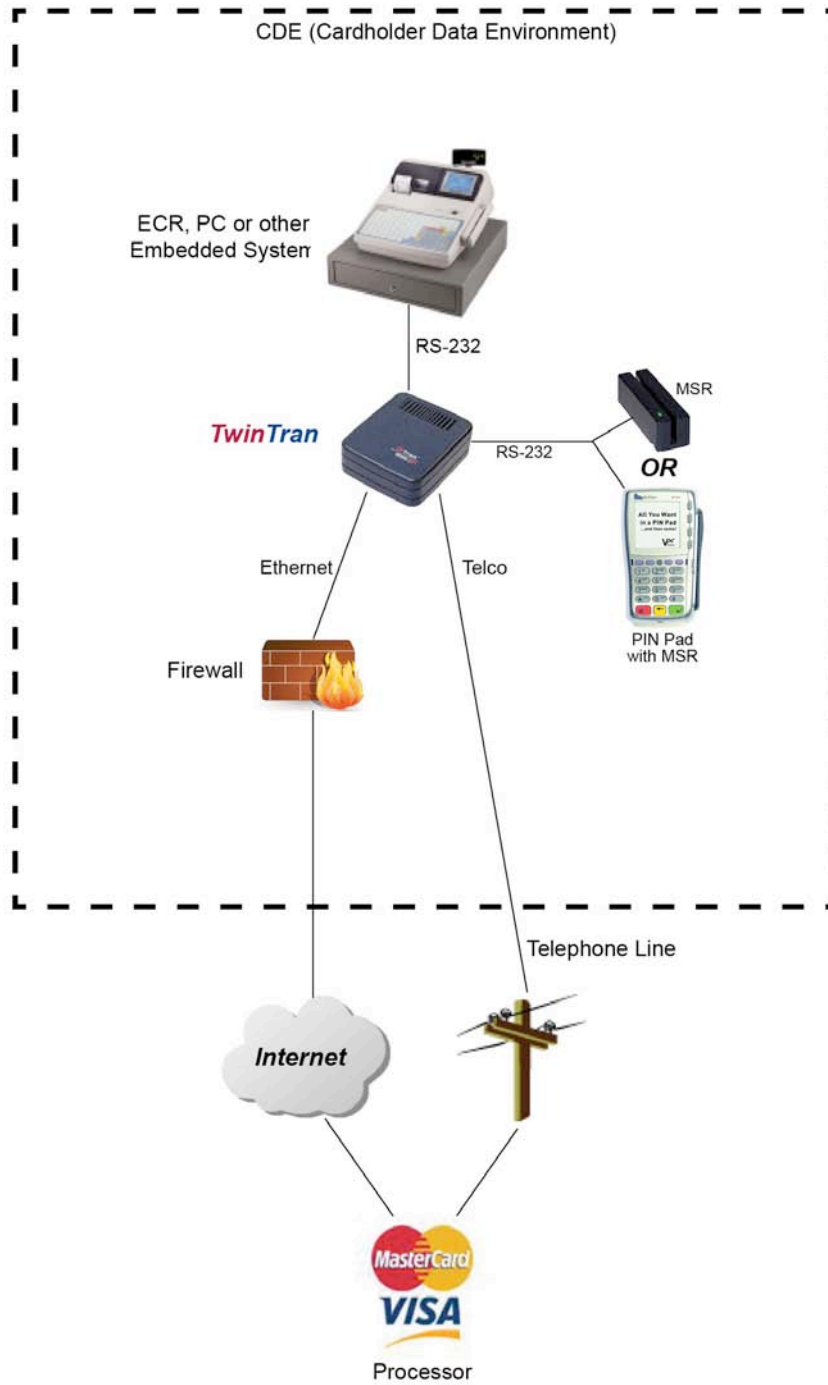 CDE (Cardholder Data Environment)
ECR, PC or other
Embedded System
RS-232
TwinTran
RS-232
MSR
OR
All You Want
in a PIN Pad
PIN Pad
with MSR
Ethernet
Telco
Firewall
Telephone Line
Internet
MasterCard
VISA
Processor